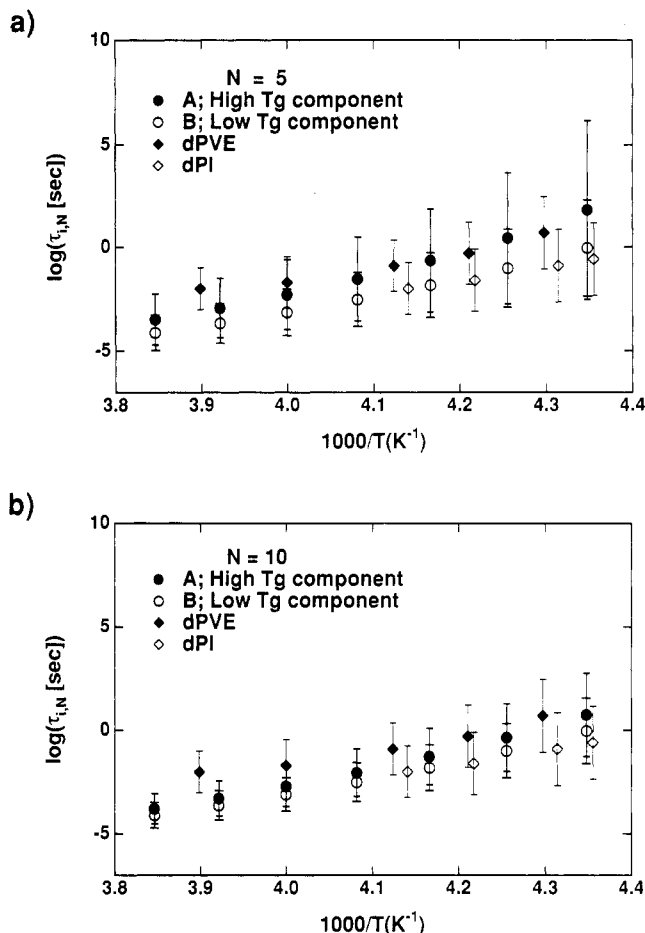 a)
10
5
0
-5
log(τi,N [sec])
N = 5
A; High Tg component
B; Low Tg component
dPVE
dPI
3.8 3.9 4.0 4.1 4.2 4.3 4.4
1000/T(K-1)
b)
10
5
0
-5
log(τi,N [sec])
N = 10
A; High Tg component
B; Low Tg component
dPVE
dPI
3.8 3.9 4.0 4.1 4.2 4.3 4.4
1000/T(K-1)